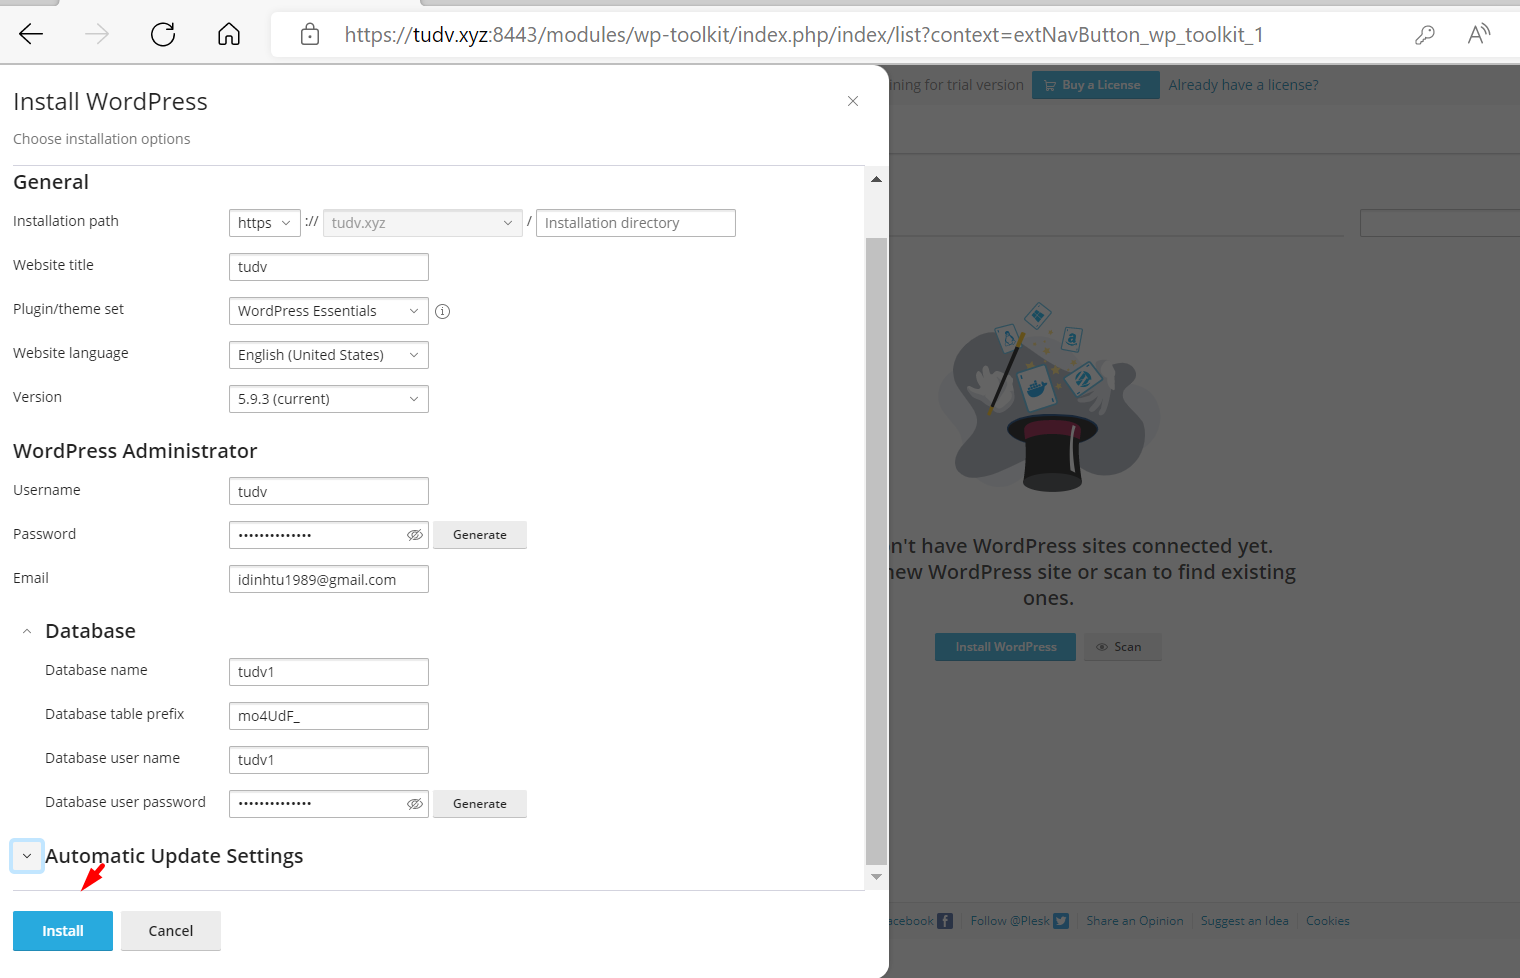 https://tudv.xyz:8443/modules/wp-toolkit/index.php/index/list?context=extNavButton_wp_toolkit_1
Install WordPress
Choose installation options
General
Installation path https :// tudv.xyz / Installation directory
Website title tudv
Plugin/theme set WordPress Essentials
Website language English (United States)
Version 5.9.3 (current)
WordPress Administrator
Username tudv
Password •••••••••••••• Generate
Email idinhtu1989@gmail.com
Database
Database name tudv1
Database table prefix mo4UdF_
Database user name tudv1
Database user password •••••••••••••• Generate
Automatic Update Settings
Install Cancel
for trial version Buy a License Already have a license?
n't have WordPress sites connected yet.
new WordPress site or scan to find existing
ones.
Install WordPress Scan
acebook Follow @Plesk Share an Opinion Suggest an Idea Cookies